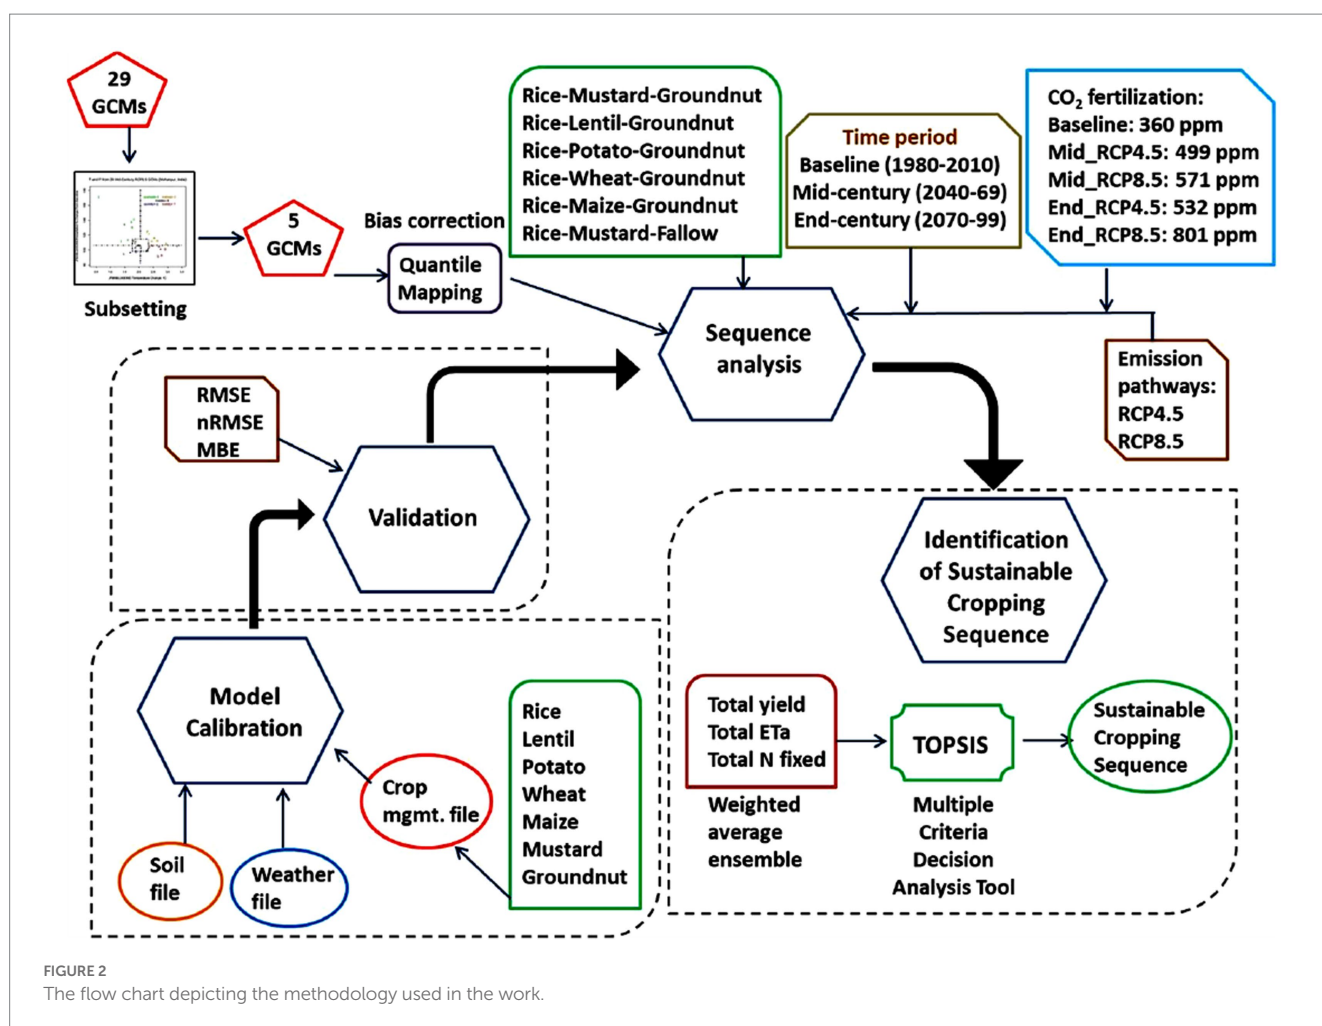 29
GCMs
Subsetting
5
GCMs
Bias correction
Quantile
Mapping
Rice-Mustard-Groundnut
Rice-Lentil-Groundnut
Rice-Potato-Groundnut
Rice-Wheat-Groundnut
Rice-Maize-Groundnut
Rice-Mustard-Fallow
Time period
Baseline (1980-2010)
Mid-century (2040-69)
End-century (2070-99)
CO₂ fertilization:
Baseline: 360 ppm
Mid_RCP4.5: 499 ppm
Mid_RCP8.5: 571 ppm
End_RCP4.5: 532 ppm
End_RCP8.5: 801 ppm
Sequence
analysis
Emission
pathways:
RCP4.5
RCP8.5
RMSE
nRMSE
MBE
Validation
Model
Calibration
Soil
file
Weather
file
Crop
mgmt. file
Rice
Lentil
Potato
Wheat
Maize
Mustard
Groundnut
Identification
of Sustainable
Cropping
Sequence
Total yield
Total ETa
Total N fixed
Weighted
average
ensemble
TOPSIS
Multiple
Criteria
Decision
Analysis Tool
Sustainable
Cropping
Sequence
FIGURE 2
The flow chart depicting the methodology used in the work.